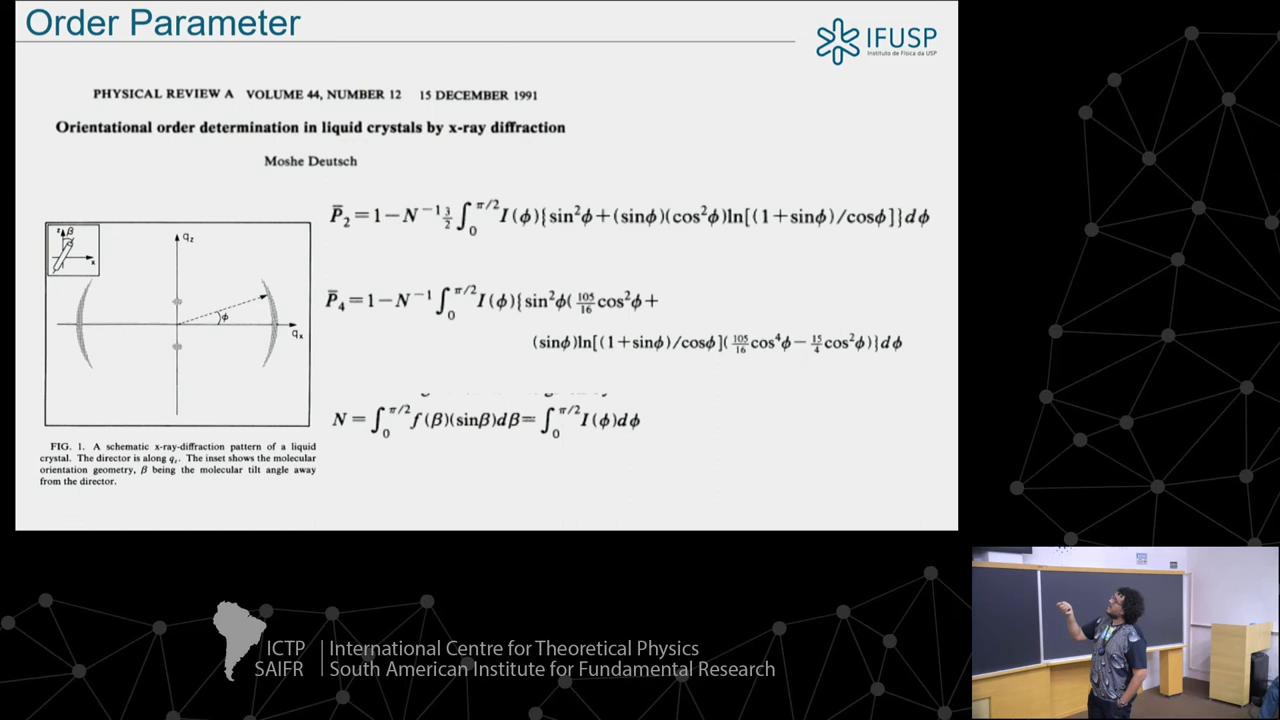 Order Parameter
IFUSP
Instituto de Física da USP
PHYSICAL REVIEW A VOLUME 44, NUMBER 12 15 DECEMBER 1991
Orientational order determination in liquid crystals by x-ray diffraction
Moshe Deutsch
P̄₂=1−N⁻¹ 3/2 ∫₀^π/2 I(ϕ){sin²ϕ+(sinϕ)(cos²ϕ)ln[(1+sinϕ)/cosϕ]}dϕ
P̄₄=1−N⁻¹ ∫₀^π/2 I(ϕ){sin²ϕ(105/16 cos²ϕ+
(sinϕ)ln[(1+sinϕ)/cosϕ](105/16 cos⁴ϕ−15/4 cos²ϕ)}dϕ
N=∫₀^π/2 f(β)(sinβ)dβ=∫₀^π/2 I(ϕ)dϕ
z β
x
q_z
ϕ
q_x
FIG. 1. A schematic x-ray-diffraction pattern of a liquid
crystal. The director is along q_z. The inset shows the molecular
orientation geometry, β being the molecular tilt angle away
from the director.
ICTP International Centre for Theoretical Physics
SAIFR South American Institute for Fundamental Research